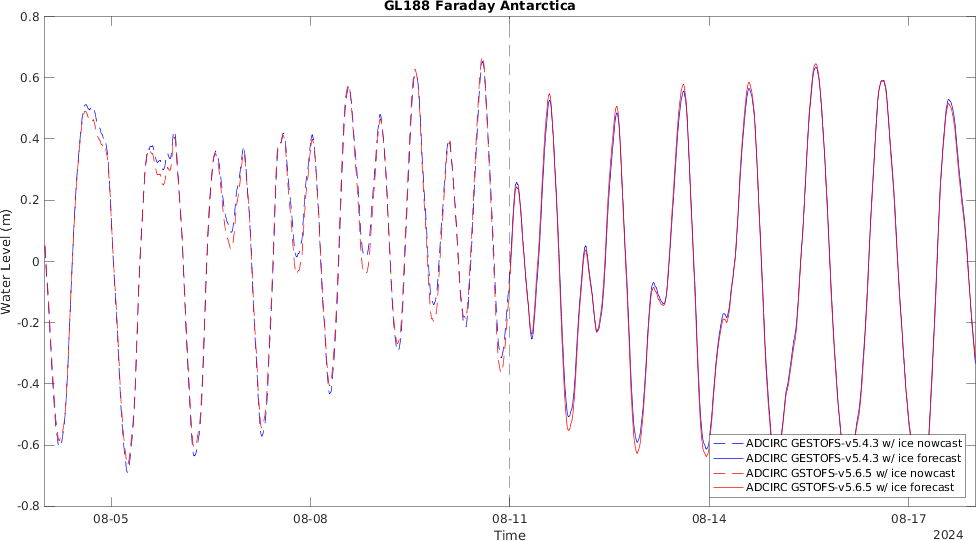 GL188 Faraday Antarctica
0.8
0.6
0.4
0.2
0
-0.2
-0.4
-0.6
-0.8
Water Level (m)
ADCIRC GESTOFS-v5.4.3 w/ ice nowcast
ADCIRC GESTOFS-v5.4.3 w/ ice forecast
ADCIRC GSTOFS-v5.6.5 w/ ice nowcast
ADCIRC GSTOFS-v5.6.5 w/ ice forecast
08-05 08-08 08-11 08-14 08-17
Time
2024